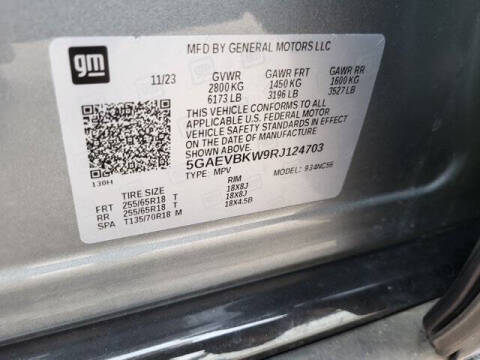 gm
MFD BY GENERAL MOTORS LLC
11/23 GVWR GAWR FRT GAWR RR
2800 KG 1450 KG 1600 KG
6173 LB 3196 LB 3527 LB
THIS VEHICLE CONFORMS TO ALL
APPLICABLE U.S. FEDERAL MOTOR
VEHICLE SAFETY STANDARDS IN EFFECT
ON THE DATE OF MANUFACTURE
SHOWN ABOVE.
5GAEVBKW9RJ124703
TYPE: MPV MODEL:
130H
TIRE SIZE RIM
FRT 255/65R18 T 18X8J
RR 255/65R18 T 18X8J
SPA T135/70R18 M 18X4.5B